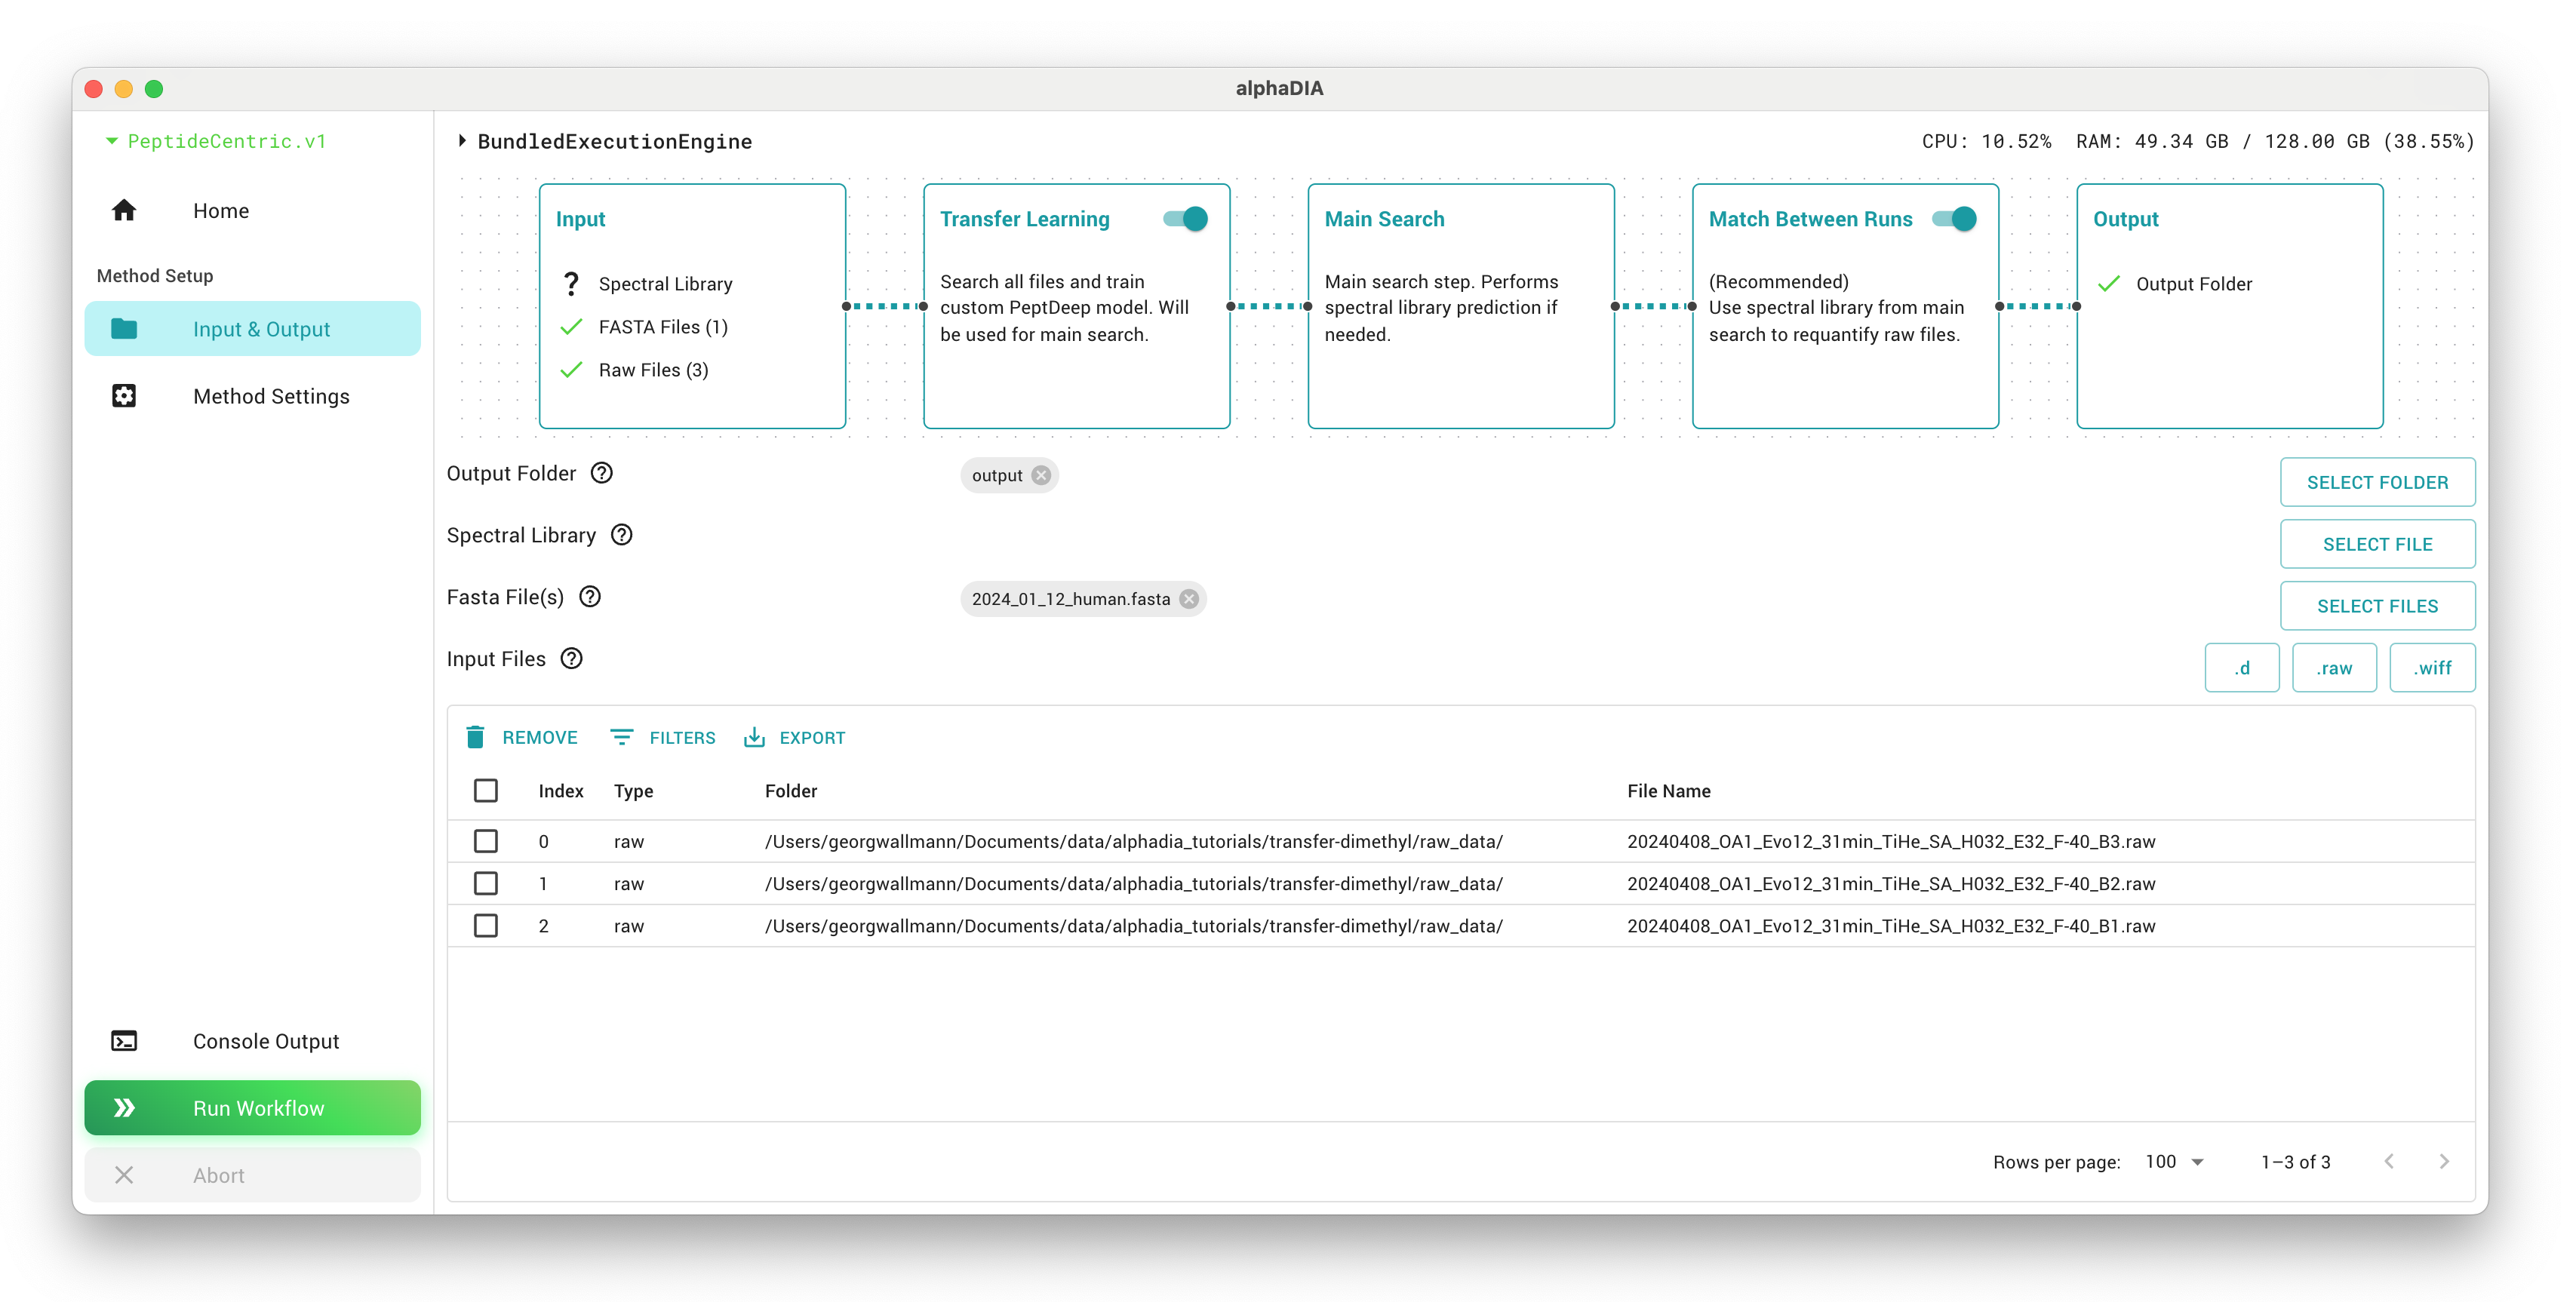 alphaDIA
PeptideCentric.v1
Home
Method Setup
Input & Output
Method Settings
Console Output
Run Workflow
Abort
BundledExecutionEngine
CPU: 10.52% RAM: 49.34 GB / 128.00 GB (38.55%)
Input
? Spectral Library
FASTA Files (1)
Raw Files (3)
Transfer Learning
Search all files and train
custom PeptDeep model. Will
be used for main search.
Main Search
Main search step. Performs
spectral library prediction if
needed.
Match Between Runs
(Recommended)
Use spectral library from main
search to requantify raw files.
Output
Output Folder
Output Folder ? output SELECT FOLDER
Spectral Library ? SELECT FILE
Fasta File(s) ? 2024_01_12_human.fasta SELECT FILES
Input Files ? .d .raw .wiff
REMOVE FILTERS EXPORT
Index Type Folder File Name
0 raw /Users/georgwallmann/Documents/data/alphadia_tutorials/transfer-dimethyl/raw_data/ 20240408_OA1_Evo12_31min_TiHe_SA_H032_E32_F-40_B3.raw
1 raw /Users/georgwallmann/Documents/data/alphadia_tutorials/transfer-dimethyl/raw_data/ 20240408_OA1_Evo12_31min_TiHe_SA_H032_E32_F-40_B2.raw
2 raw /Users/georgwallmann/Documents/data/alphadia_tutorials/transfer-dimethyl/raw_data/ 20240408_OA1_Evo12_31min_TiHe_SA_H032_E32_F-40_B1.raw
Rows per page: 100 1–3 of 3